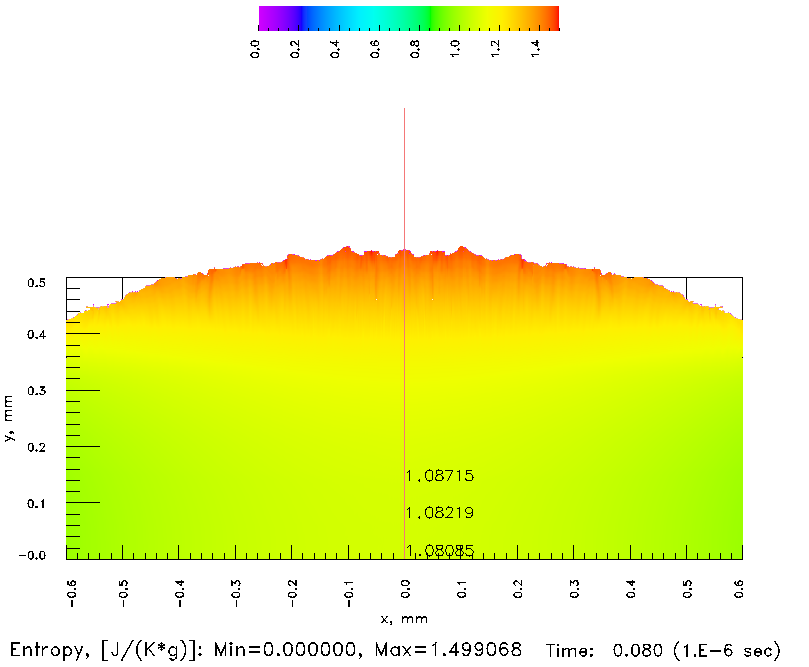 0.0 0.2 0.4 0.6 0.8 1.0 1.2 1.4
0.5
0.4
0.3
0.2
0.1
-0.0
y, mm
1.08715
1.08219
1.08085
-0.6 -0.5 -0.4 -0.3 -0.2 -0.1 0.0 0.1 0.2 0.3 0.4 0.5 0.6
x, mm
Entropy, [J/(K*g)]: Min=0.000000, Max=1.499068 Time: 0.080 (1.E-6 sec)